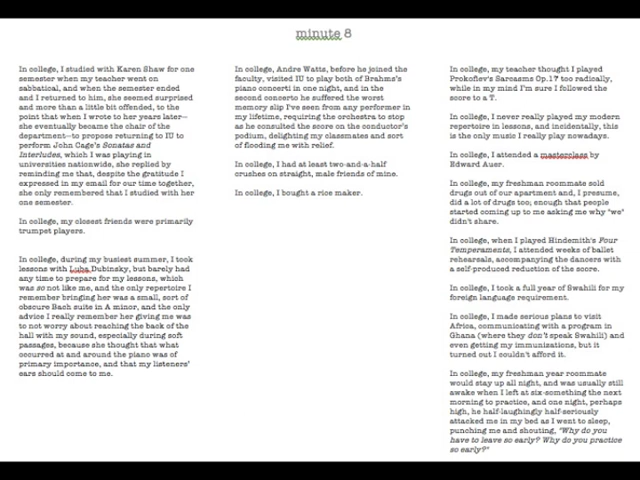 minute 8
In college, I studied with Karen Shaw for one
semester when my teacher went on
sabbatical, and when the semester ended
and I returned to him, she seemed surprised
and more than a little bit offended, to the
point that when I wrote to her years later—
she eventually became the chair of the
department—to propose returning to IU to
perform John Cage's Sonatas and
Interludes, which I was playing in
universities nationwide, she replied by
reminding me that, despite the gratitude I
expressed in my email for our time together,
she only remembered that I studied with her
one semester.
In college, my closest friends were primarily
trumpet players.
In college, during my busiest summer, I took
lessons with Luba Dubinsky, but barely had
any time to prepare for my lessons, which
was so not like me, and the only repertoire I
remember bringing her was a small, sort of
obscure Bach suite in A minor, and the only
advice I really remember her giving me was
to not worry about reaching the back of the
hall with my sound, especially during soft
passages, because she thought that what
occurred at and around the piano was of
primary importance, and that my listeners'
ears should come to me.
In college, Andre Watts, before he joined the
faculty, visited IU to play both of Brahms's
piano concerti in one night, and in the
second concerto he suffered the worst
memory slip I've seen from any performer in
my lifetime, requiring the orchestra to stop
as he consulted the score on the conductor's
podium, delighting my classmates and sort
of flooding me with relief.
In college, I had at least two-and-a-half
crushes on straight, male friends of mine.
In college, I bought a rice maker.
In college, my teacher thought I played
Prokofiev's Sarcasms Op.17 too radically,
while in my mind I'm sure I followed the
score to a T.
In college, I never really played my modern
repertoire in lessons, and incidentally, this
is the only music I really play nowadays.
In college, I attended a masterclass by
Edward Auer.
In college, my freshman roommate sold
drugs out of our apartment and, I presume,
did a lot of drugs too; enough that people
started coming up to me asking me why "we"
didn't share.
In college, when I played Hindemith's Four
Temperaments, I attended weeks of ballet
rehearsals, accompanying the dancers with
a self-produced reduction of the score.
In college, I took a full year of Swahili for my
foreign language requirement.
In college, I made serious plans to visit
Africa, communicating with a program in
Ghana (where they don't speak Swahili) and
even getting my immunizations, but it
turned out I couldn't afford it.
In college, my freshman year roommate
would stay up all night, and was usually still
awake when I left at six-something the next
morning to practice, and one night, perhaps
high, he half-laughingly half-seriously
attacked me in my bed as I went to sleep,
punching me and shouting, "Why do you
have to leave so early? Why do you practice
so early?"